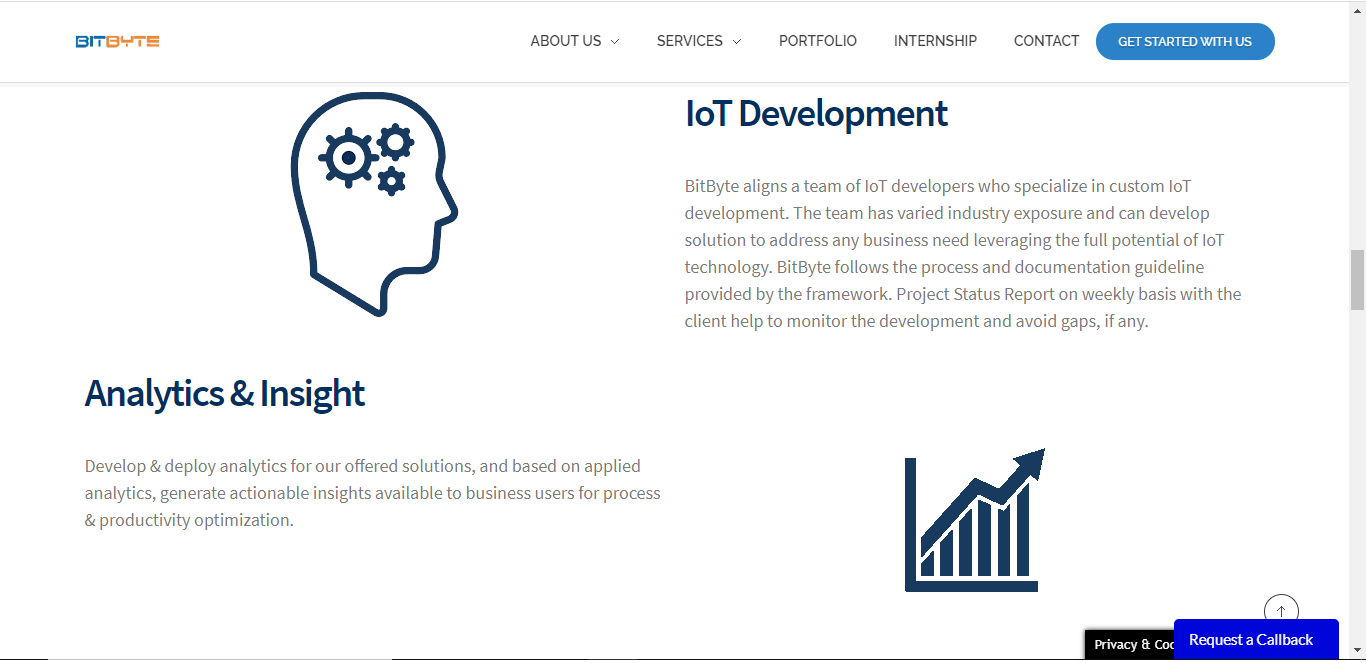 BITBYTE
ABOUT US SERVICES PORTFOLIO INTERNSHIP CONTACT GET STARTED WITH US
IoT Development
BitByte aligns a team of IoT developers who specialize in custom IoT
development. The team has varied industry exposure and can develop
solution to address any business need leveraging the full potential of IoT
technology. BitByte follows the process and documentation guideline
provided by the framework. Project Status Report on weekly basis with the
client help to monitor the development and avoid gaps, if any.
Analytics & Insight
Develop & deploy analytics for our offered solutions, and based on applied
analytics, generate actionable insights available to business users for process
& productivity optimization.
Privacy &
Request a Callback